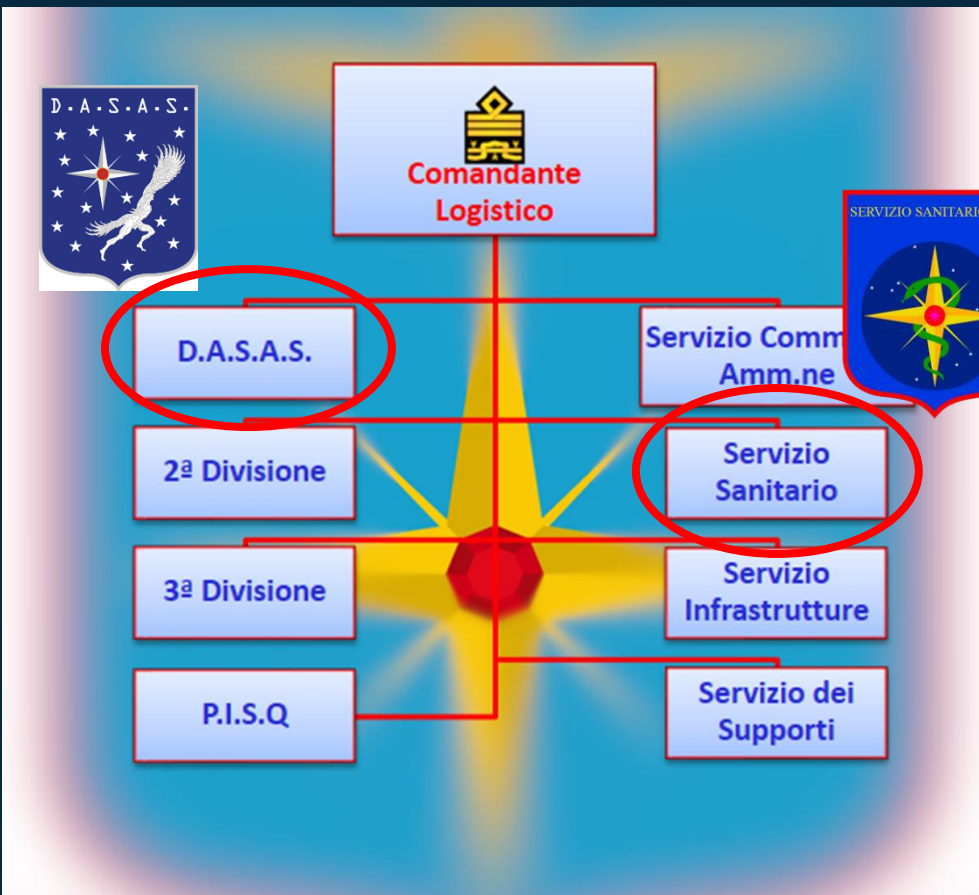 D.A.S.A.S.
Comandante
Logistico
SERVIZIO SANITARIO
D.A.S.A.S.
Servizio Comm
Amm.ne
2ª Divisione
Servizio
Sanitario
3ª Divisione
Servizio
Infrastrutture
P.I.S.Q
Servizio dei
Supporti